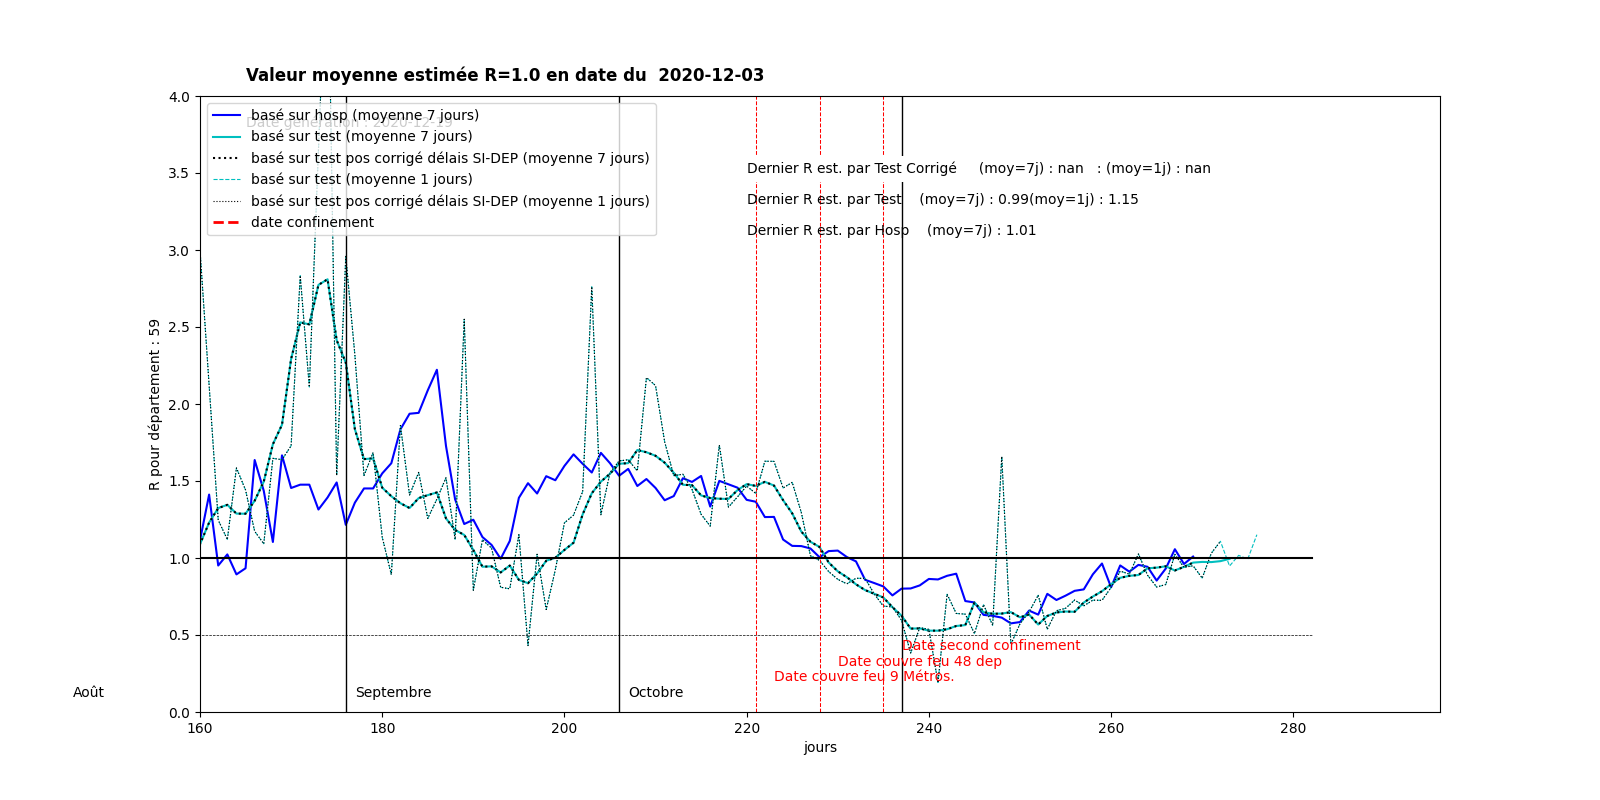 Valeur moyenne estimée R=1.0 en date du  2020-12-03
basé sur hosp (moyenne 7 jours)
Date génération : 2020-12-19
basé sur test (moyenne 7 jours)
basé sur test pos corrigé délais SI-DEP (moyenne 7 jours)
basé sur test (moyenne 1 jours)
basé sur test pos corrigé délais SI-DEP (moyenne 1 jours)
date confinement
Dernier R est. par Test Corrigé     (moy=7j) : nan   : (moy=1j) : nan
Dernier R est. par Test    (moy=7j) : 0.99(moy=1j) : 1.15
Dernier R est. par Hosp    (moy=7j) : 1.01
4.0
3.5
3.0
2.5
2.0
1.5
1.0
0.5
0.0
R pour département : 59
Date second confinement
Date couvre feu 48 dep
Date couvre feu 9 Métros.
Août
Septembre
Octobre
160
180
200
220
240
260
280
jours